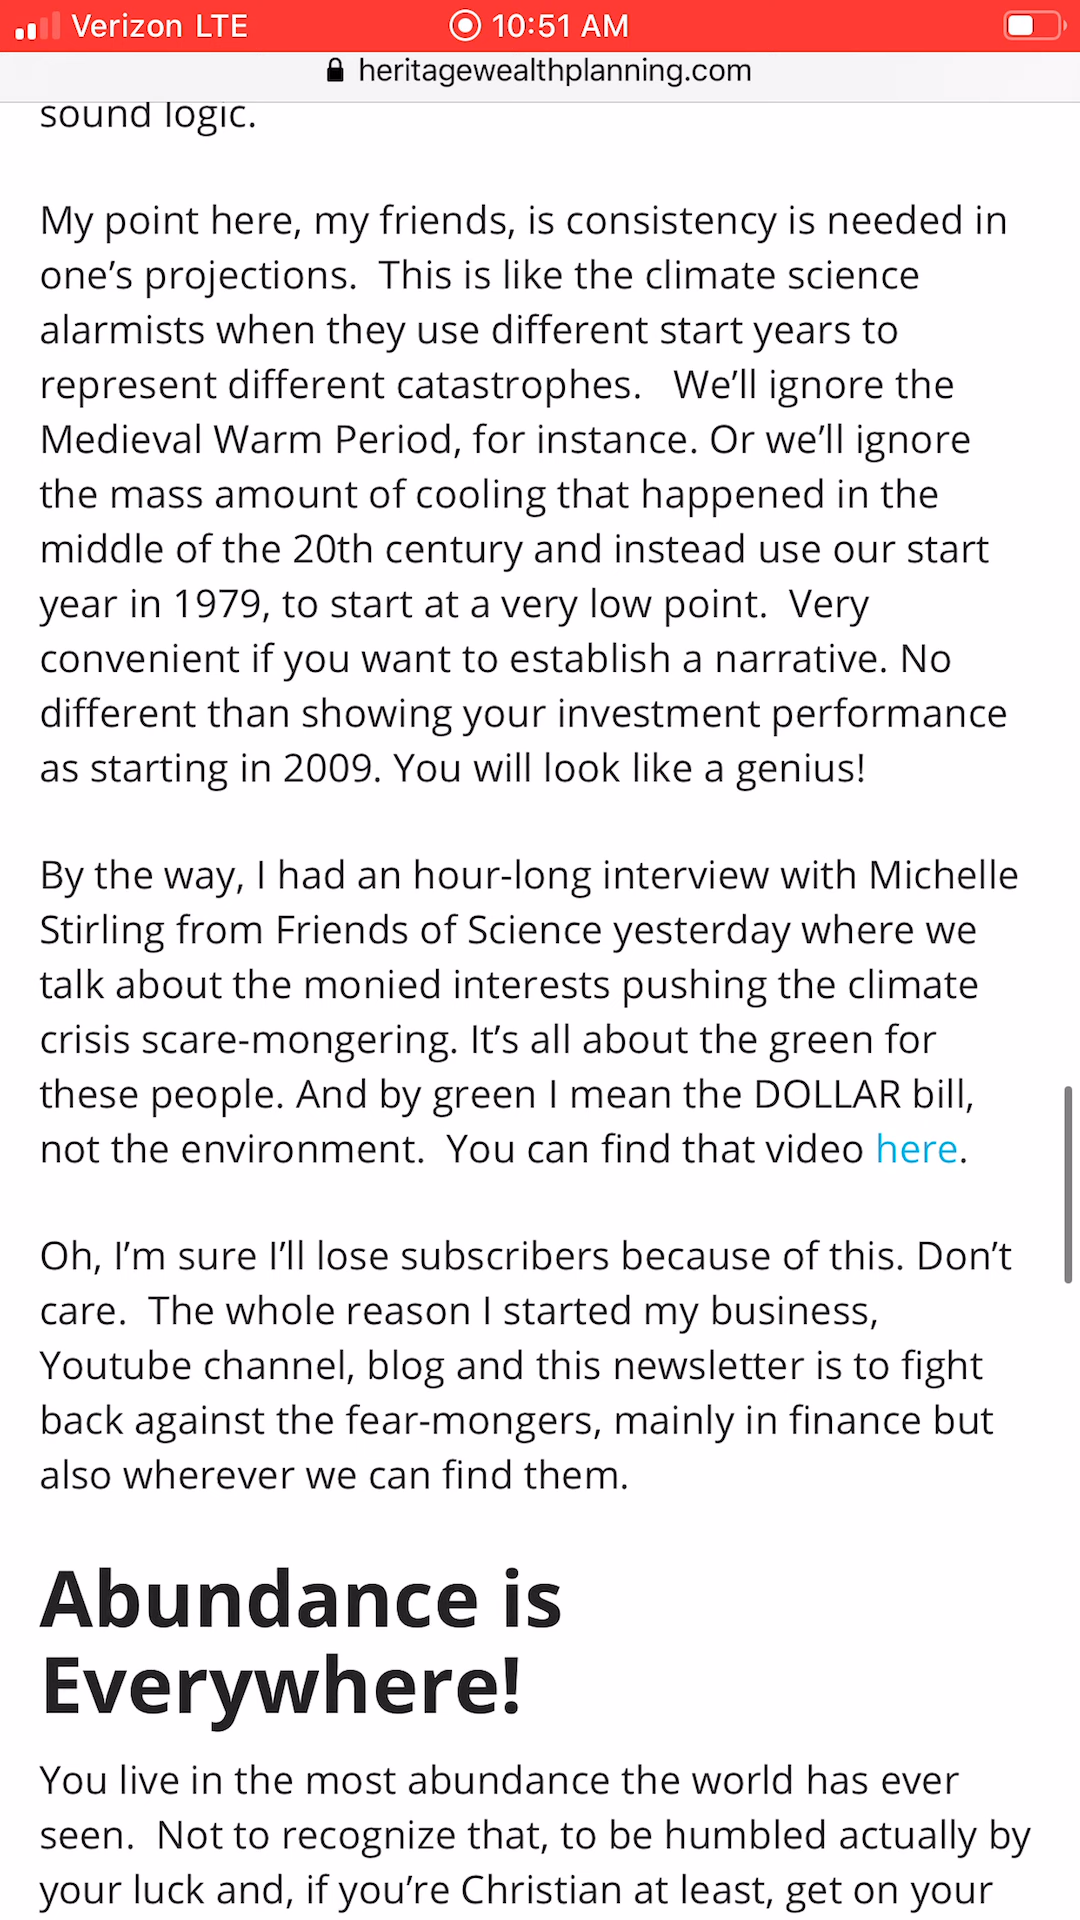 Verizon LTE 10:51 AM
heritagewealthplanning.com
sound logic.
My point here, my friends, is consistency is needed in
one’s projections.  This is like the climate science
alarmists when they use different start years to
represent different catastrophes.   We’ll ignore the
Medieval Warm Period, for instance. Or we’ll ignore
the mass amount of cooling that happened in the
middle of the 20th century and instead use our start
year in 1979, to start at a very low point.  Very
convenient if you want to establish a narrative. No
different than showing your investment performance
as starting in 2009. You will look like a genius!
By the way, I had an hour-long interview with Michelle
Stirling from Friends of Science yesterday where we
talk about the monied interests pushing the climate
crisis scare-mongering. It’s all about the green for
these people. And by green I mean the DOLLAR bill,
not the environment.  You can find that video here.
Oh, I’m sure I’ll lose subscribers because of this. Don’t
care.  The whole reason I started my business,
Youtube channel, blog and this newsletter is to fight
back against the fear-mongers, mainly in finance but
also wherever we can find them.
Abundance is
Everywhere!
You live in the most abundance the world has ever
seen.  Not to recognize that, to be humbled actually by
your luck and, if you’re Christian at least, get on your